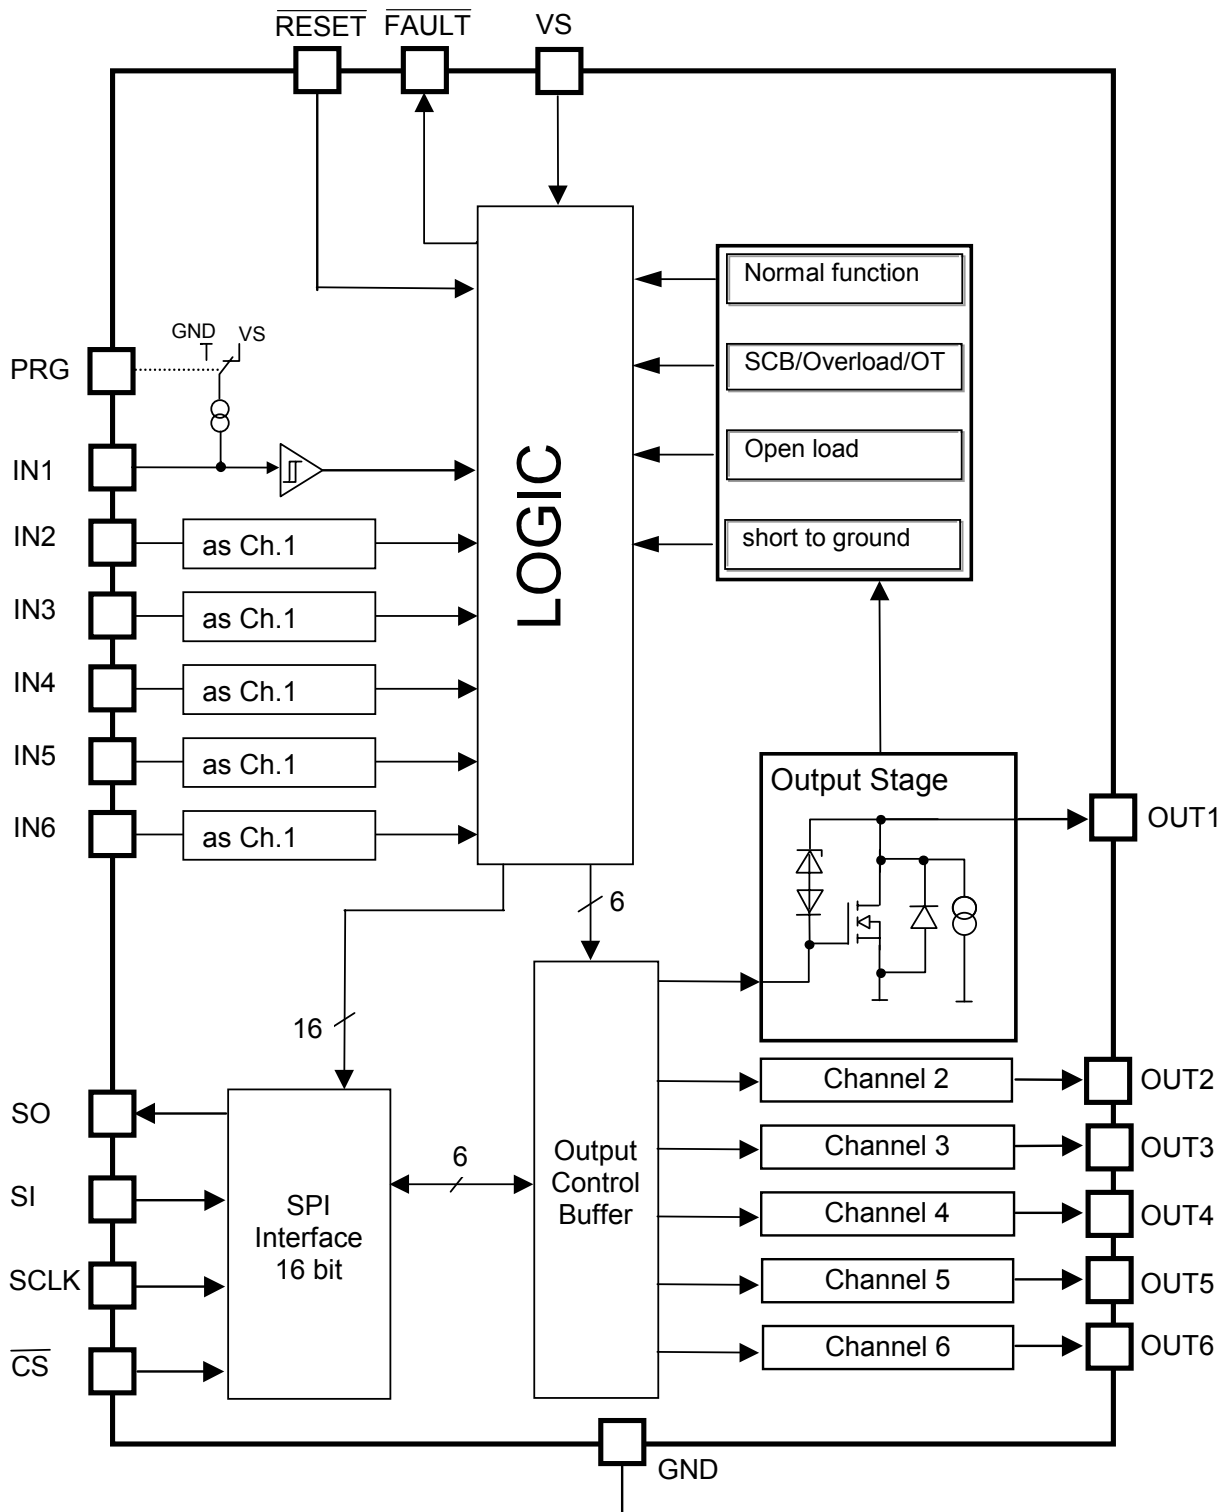 RESET FAULT VS
Normal function
GND VS
PRG
SCB/Overload/OT
IN1
Open load
LOGIC
IN2 as Ch.1
short to ground
IN3 as Ch.1
IN4 as Ch.1
IN5 as Ch.1
Output Stage
IN6 as Ch.1
OUT1
6
16
Channel 2 OUT2
SO
Channel 3 OUT3
6
Output
Control
Buffer
SI
SPI
Interface
16 bit
Channel 4 OUT4
SCLK
Channel 5 OUT5
CS
Channel 6 OUT6
GND